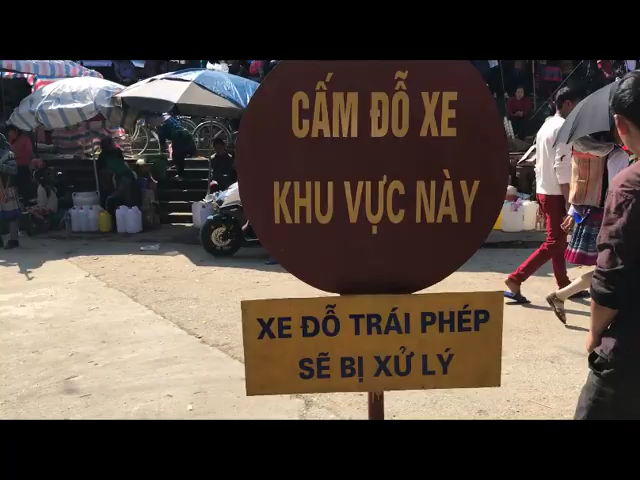 CẤM ĐỖ XE
KHU VỰC NÀY
XE ĐỖ TRÁI PHÉP
SẼ BỊ XỬ LÝ